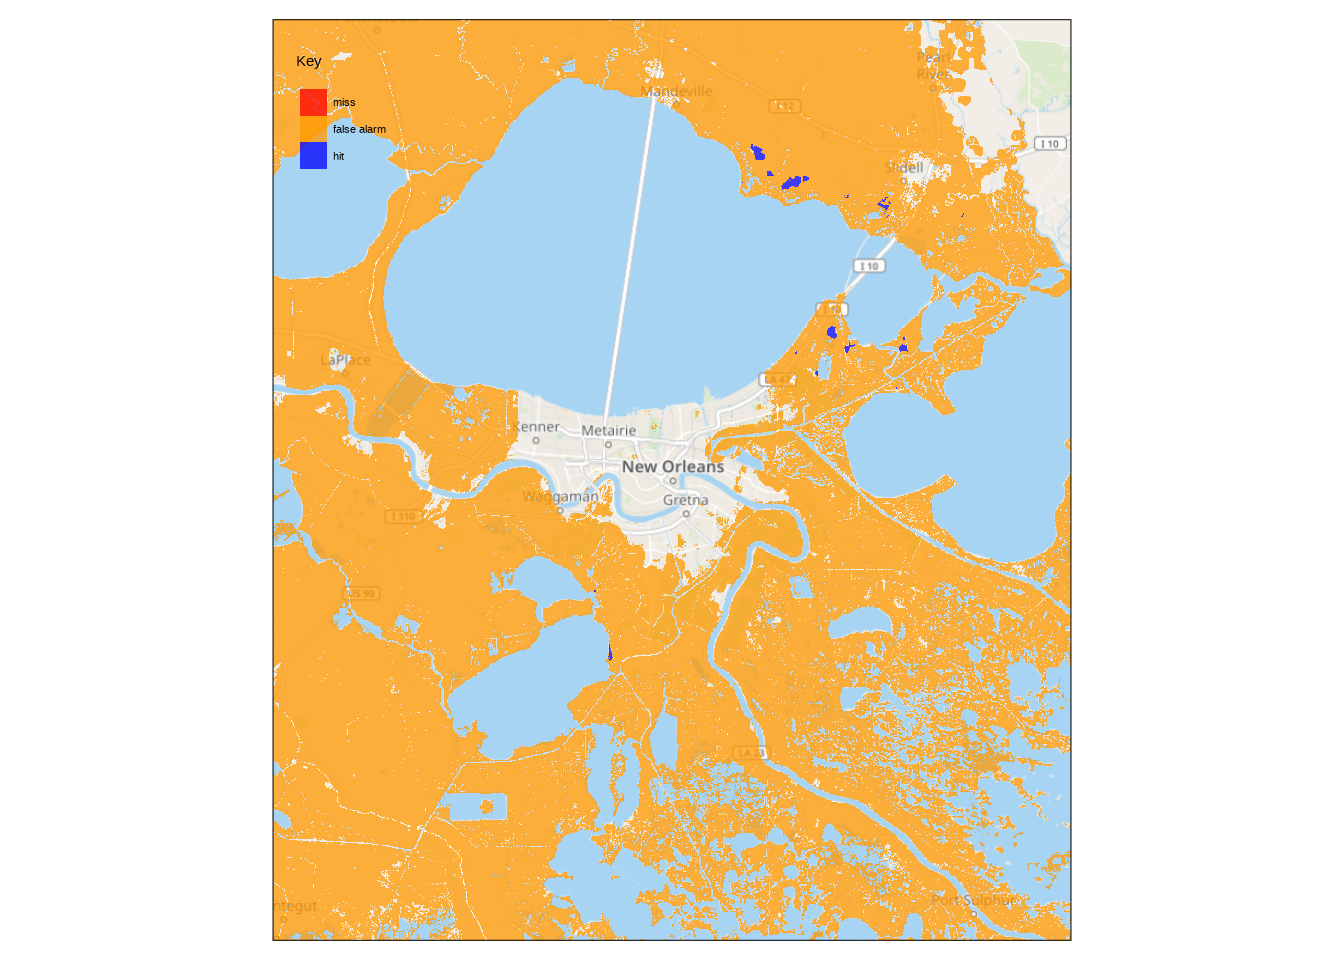 Key
miss
false alarm
hit
Mandeville
I 12
Pearl
River
I 10
Slidell
I 10
I 10
LaPlace
LA 47
Kenner
Metairie
New Orleans
Waggaman
Gretna
I 310
US 90
LA 23
Port Sulphur
ntegut